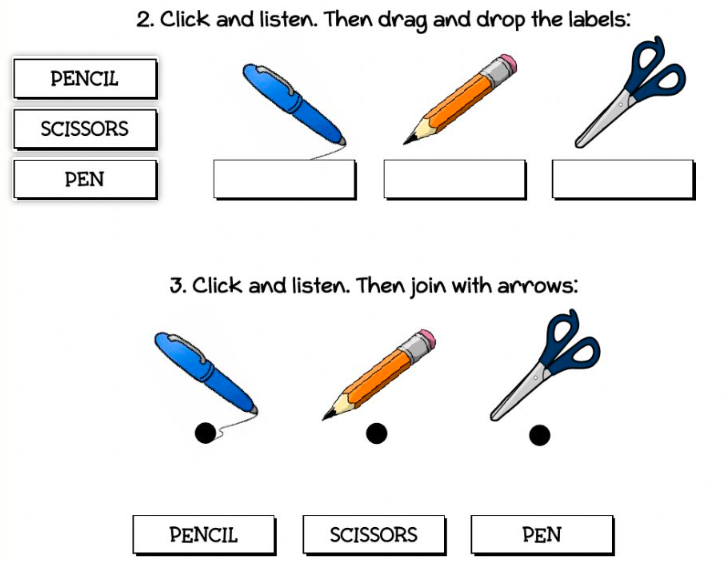 2. Click and listen. Then drag and drop the labels:
PENCIL
SCISSORS
PEN
3. Click and listen. Then join with arrows:
PENCIL
SCISSORS
PEN